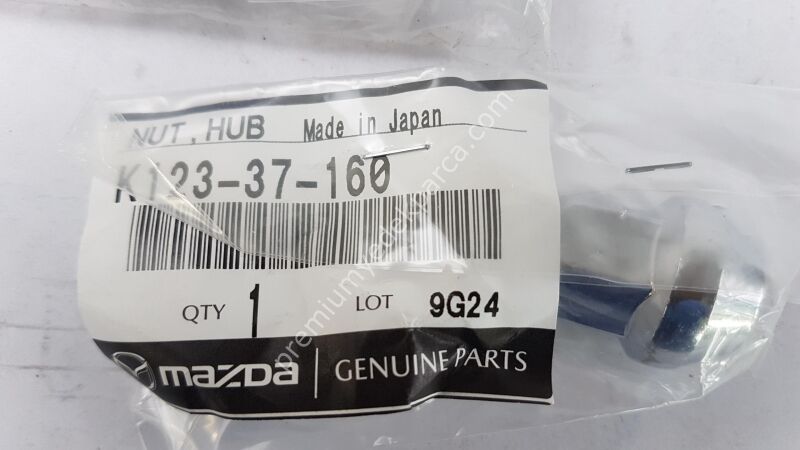 NUT, HUB Made in Japan
K123-37-160
QTY 1 LOT 9G24
mazda GENUINE PARTS
premiumyedekparca.com